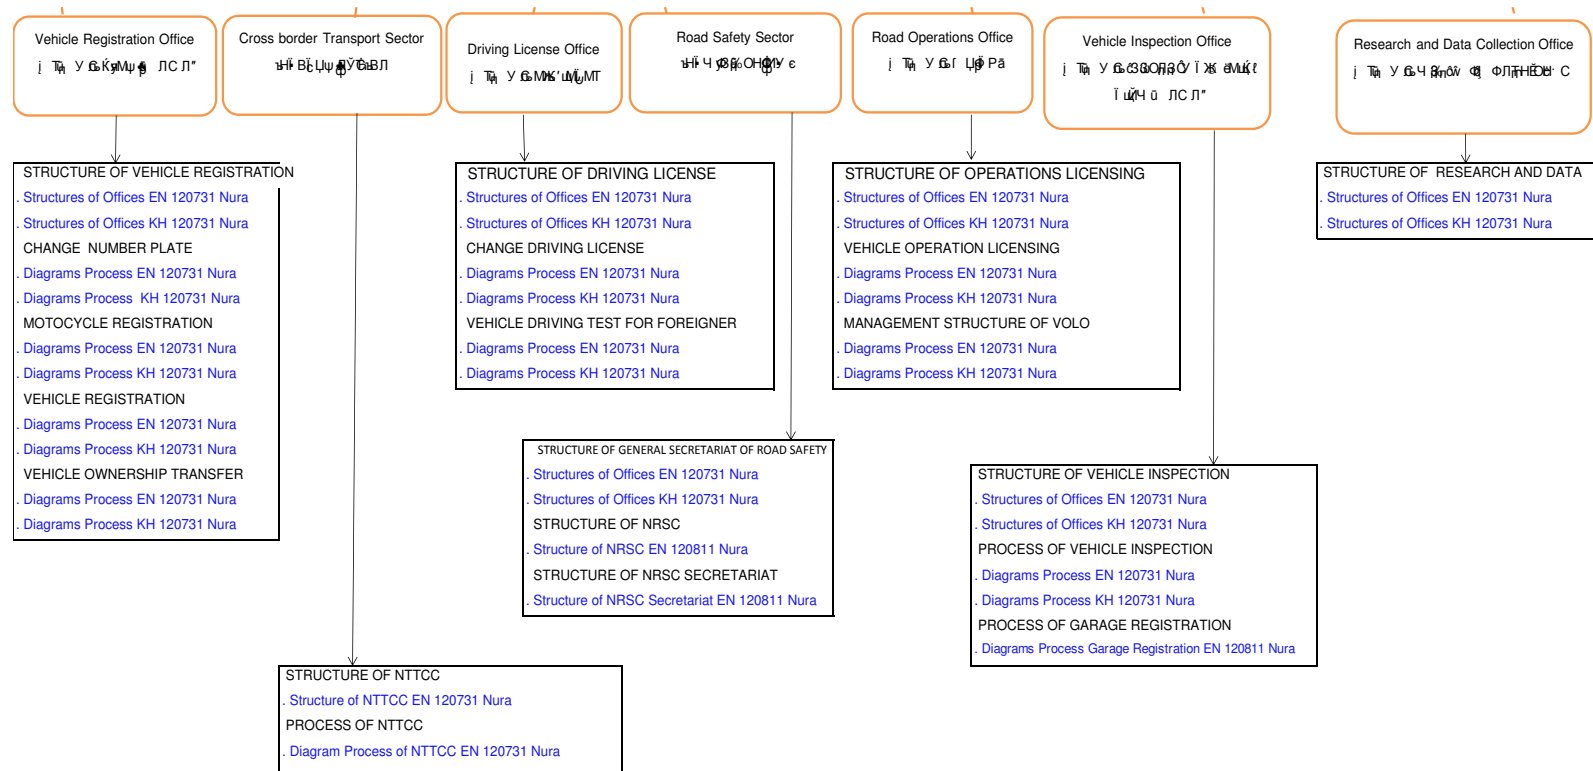 Vehicle Registration Office
Cross border Transport Sector
Driving License Office
Road Safety Sector
Road Operations Office
Vehicle Inspection Office
Research and Data Collection Office
STRUCTURE OF VEHICLE REGISTRATION
. Structures of Offices EN 120731 Nura
. Structures of Offices KH 120731 Nura
CHANGE NUMBER PLATE
. Diagrams Process EN 120731 Nura
. Diagrams Process KH 120731 Nura
MOTOCYCLE REGISTRATION
. Diagrams Process EN 120731 Nura
. Diagrams Process KH 120731 Nura
VEHICLE REGISTRATION
. Diagrams Process EN 120731 Nura
. Diagrams Process KH 120731 Nura
VEHICLE OWNERSHIP TRANSFER
. Diagrams Process EN 120731 Nura
. Diagrams Process KH 120731 Nura
STRUCTURE OF DRIVING LICENSE
. Structures of Offices EN 120731 Nura
. Structures of Offices KH 120731 Nura
CHANGE DRIVING LICENSE
. Diagrams Process EN 120731 Nura
. Diagrams Process KH 120731 Nura
VEHICLE DRIVING TEST FOR FOREIGNER
. Diagrams Process EN 120731 Nura
. Diagrams Process KH 120731 Nura
STRUCTURE OF OPERATIONS LICENSING
. Structures of Offices EN 120731 Nura
. Structures of Offices KH 120731 Nura
VEHICLE OPERATION LICENSING
. Diagrams Process EN 120731 Nura
. Diagrams Process KH 120731 Nura
MANAGEMENT STRUCTURE OF VOLO
. Diagrams Process EN 120731 Nura
. Diagrams Process KH 120731 Nura
STRUCTURE OF RESEARCH AND DATA
. Structures of Offices EN 120731 Nura
. Structures of Offices KH 120731 Nura
STRUCTURE OF GENERAL SECRETARIAT OF ROAD SAFETY
. Structures of Offices EN 120731 Nura
. Structures of Offices KH 120731 Nura
STRUCTURE OF NRSC
. Structure of NRSC EN 120811 Nura
STRUCTURE OF NRSC SECRETARIAT
. Structure of NRSC Secretariat EN 120811 Nura
STRUCTURE OF VEHICLE INSPECTION
. Structures of Offices EN 120731 Nura
. Structures of Offices KH 120731 Nura
PROCESS OF VEHICLE INSPECTION
. Diagrams Process EN 120731 Nura
. Diagrams Process KH 120731 Nura
PROCESS OF GARAGE REGISTRATION
. Diagrams Process Garage Registration EN 120811 Nura
STRUCTURE OF NTTCC
. Structure of NTTCC EN 120731 Nura
PROCESS OF NTTCC
. Diagram Process of NTTCC EN 120731 Nura